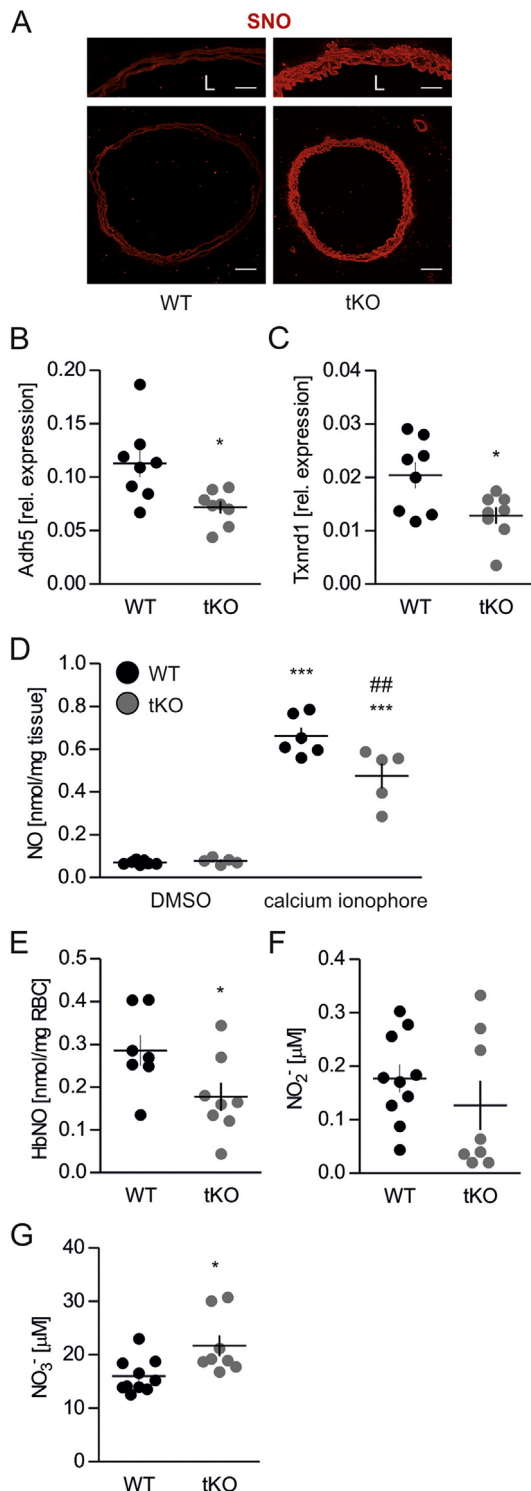 A
SNO
L
L
WT
tKO
B
Adh5 [rel. expression]
0.20
0.15
0.10
0.05
0.00
*
WT
tKO
C
Txnrd1 [rel. expression]
0.04
0.03
0.02
0.01
0.00
*
WT
tKO
D
NO [nmol/mg tissue]
1.0
0.8
0.6
0.4
0.2
0.0
WT
tKO
***
##
***
DMSO
calcium ionophore
E
HbNO [nmol/mg RBC]
0.4
0.3
0.2
0.1
0.0
*
WT
tKO
F
NO₂⁻ [µM]
0.4
0.3
0.2
0.1
0.0
WT
tKO
G
NO₃⁻ [µM]
40
30
20
10
0
*
WT
tKO